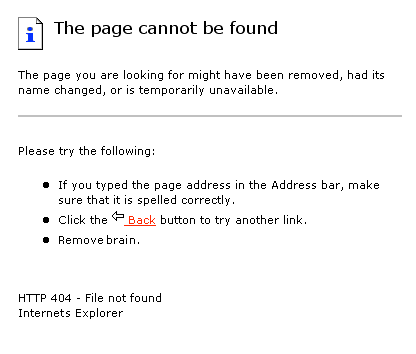 The page cannot be found
The page you are looking for might have been removed, had its
name changed, or is temporarily unavailable.
Please try the following:
If you typed the page address in the Address bar, make
sure that it is spelled correctly.
Click the Back button to try another link.
Remove brain.
HTTP 404 - File not found
Internets Explorer